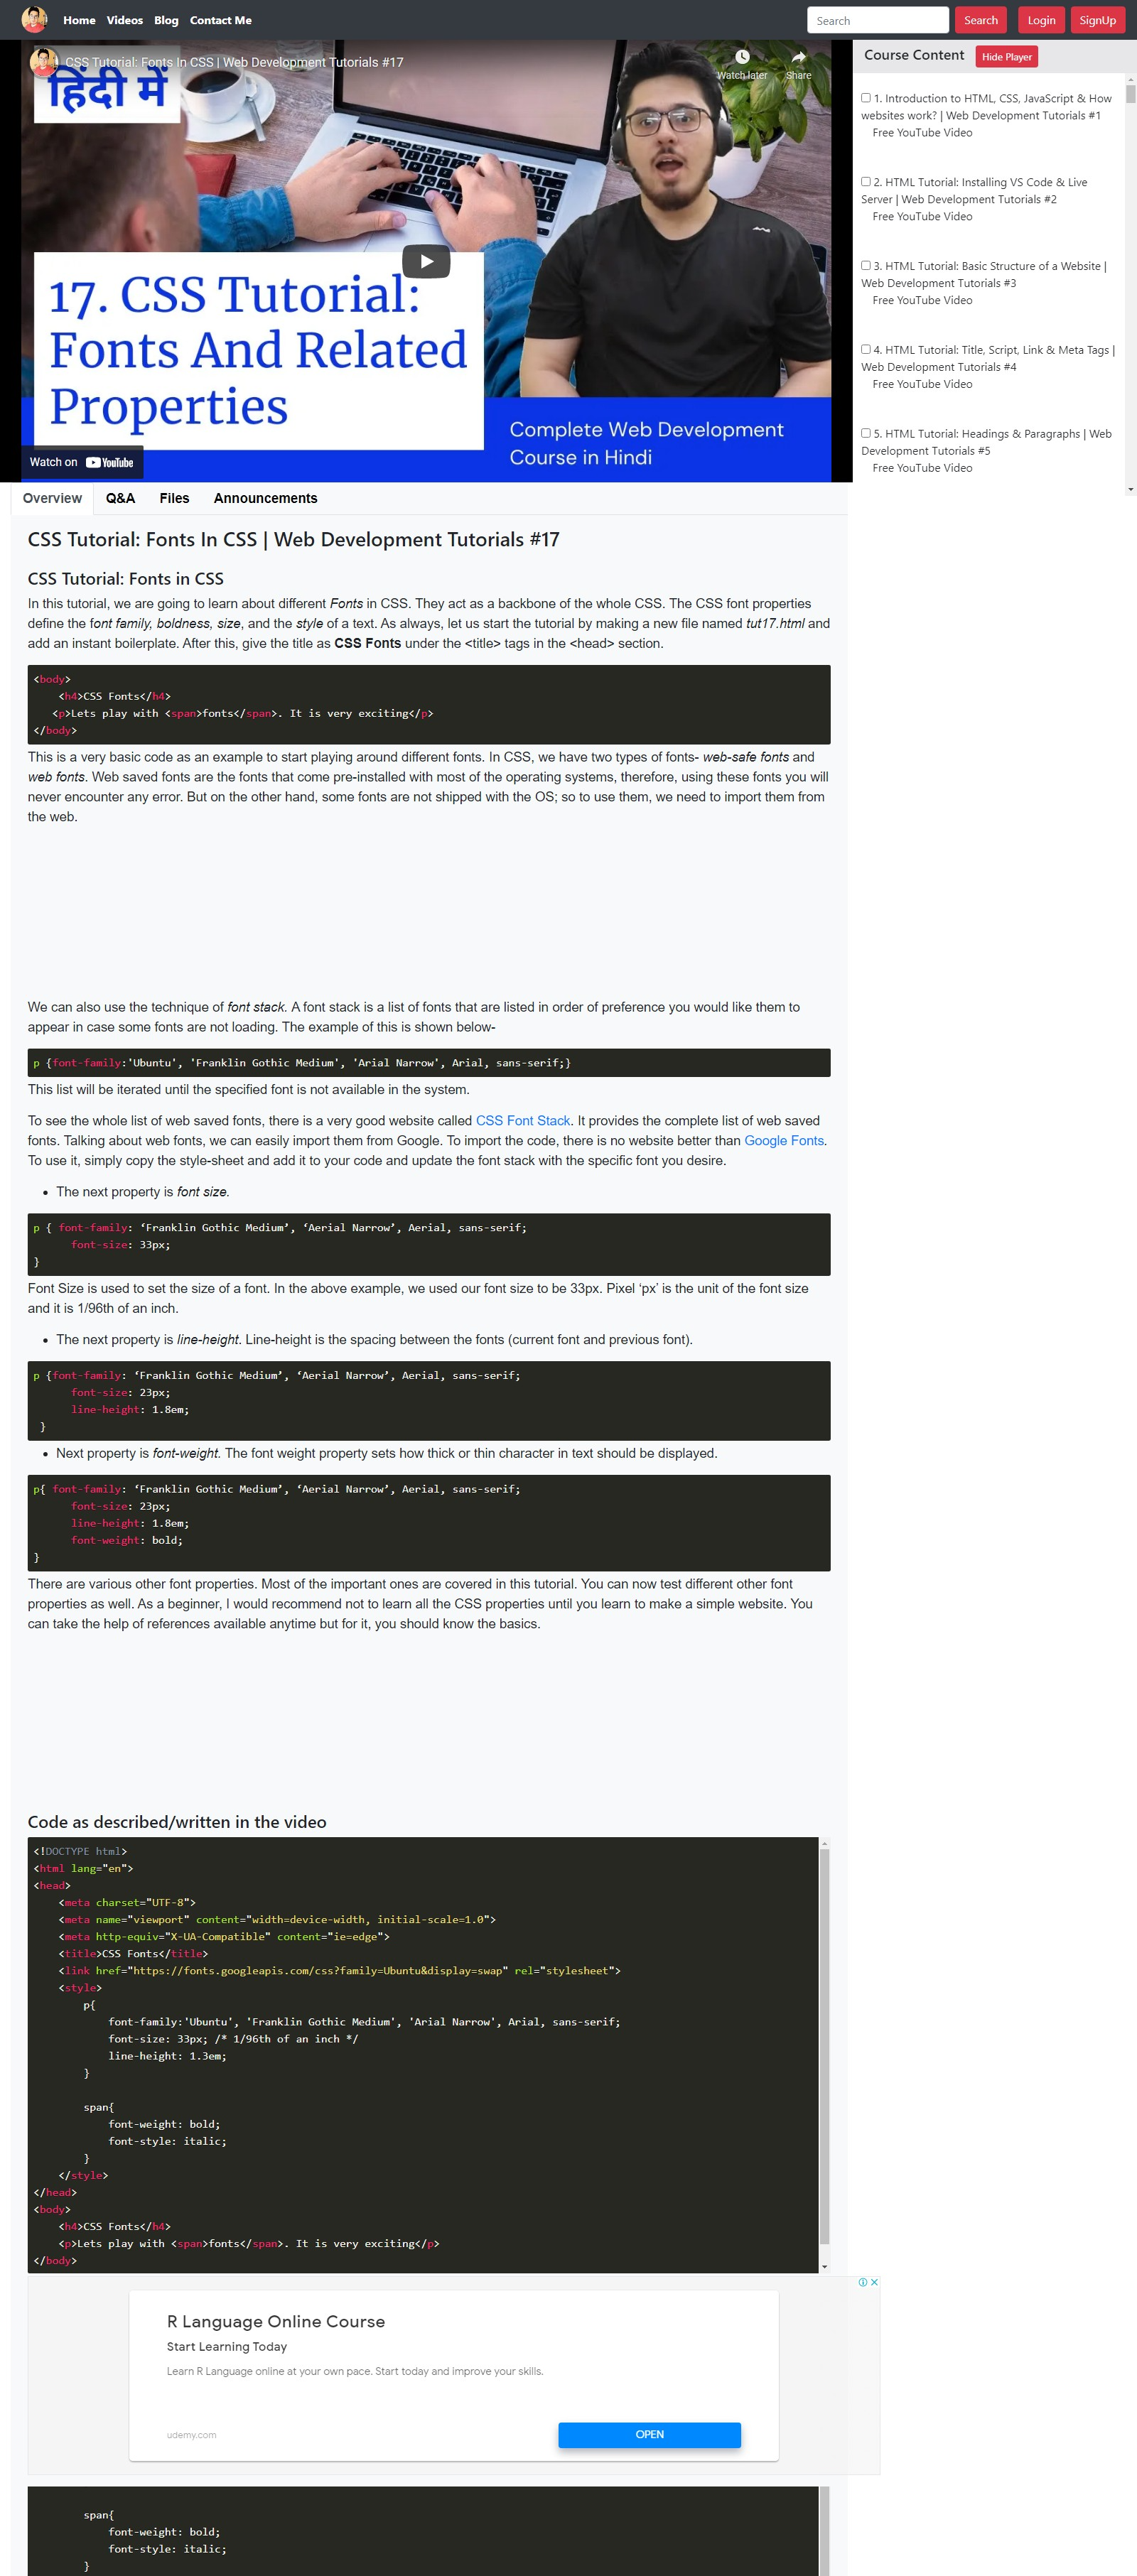 Home Videos Blog Contact Me
Search
Search Login SignUp
CSS Tutorial: Fonts In CSS | Web Development Tutorials #17
Watch later Share
हिंदी में
17. CSS Tutorial:
Fonts And Related
Properties
Complete Web Development
Course in Hindi
Watch on YouTube
Course Content Hide Player
1. Introduction to HTML, CSS, JavaScript & How
websites work? | Web Development Tutorials #1
Free YouTube Video
2. HTML Tutorial: Installing VS Code & Live
Server | Web Development Tutorials #2
Free YouTube Video
3. HTML Tutorial: Basic Structure of a Website |
Web Development Tutorials #3
Free YouTube Video
4. HTML Tutorial: Title, Script, Link & Meta Tags |
Web Development Tutorials #4
Free YouTube Video
5. HTML Tutorial: Headings & Paragraphs | Web
Development Tutorials #5
Free YouTube Video
Overview Q&A Files Announcements
CSS Tutorial: Fonts In CSS | Web Development Tutorials #17
CSS Tutorial: Fonts in CSS
In this tutorial, we are going to learn about different Fonts in CSS. They act as a backbone of the whole CSS. The CSS font properties
define the font family, boldness, size, and the style of a text. As always, let us start the tutorial by making a new file named tut17.html and
add an instant boilerplate. After this, give the title as CSS Fonts under the <title> tags in the <head> section.
<body>
    <h4>CSS Fonts</h4>
   <p>Lets play with <span>fonts</span>. It is very exciting</p>
</body>
This is a very basic code as an example to start playing around different fonts. In CSS, we have two types of fonts- web-safe fonts and
web fonts. Web saved fonts are the fonts that come pre-installed with most of the operating systems, therefore, using these fonts you will
never encounter any error. But on the other hand, some fonts are not shipped with the OS; so to use them, we need to import them from
the web.
We can also use the technique of font stack. A font stack is a list of fonts that are listed in order of preference you would like them to
appear in case some fonts are not loading. The example of this is shown below-
p {font-family:'Ubuntu', 'Franklin Gothic Medium', 'Arial Narrow', Arial, sans-serif;}
This list will be iterated until the specified font is not available in the system.
To see the whole list of web saved fonts, there is a very good website called CSS Font Stack. It provides the complete list of web saved
fonts. Talking about web fonts, we can easily import them from Google. To import the code, there is no website better than Google Fonts.
To use it, simply copy the style-sheet and add it to your code and update the font stack with the specific font you desire.
• The next property is font size.
p { font-family: ‘Franklin Gothic Medium’, ‘Aerial Narrow’, Aerial, sans-serif;
      font-size: 33px;
}
Font Size is used to set the size of a font. In the above example, we used our font size to be 33px. Pixel ‘px’ is the unit of the font size
and it is 1/96th of an inch.
• The next property is line-height. Line-height is the spacing between the fonts (current font and previous font).
p {font-family: ‘Franklin Gothic Medium’, ‘Aerial Narrow’, Aerial, sans-serif;
      font-size: 23px;
      line-height: 1.8em;
 }
• Next property is font-weight. The font weight property sets how thick or thin character in text should be displayed.
p{ font-family: ‘Franklin Gothic Medium’, ‘Aerial Narrow’, Aerial, sans-serif;
      font-size: 23px;
      line-height: 1.8em;
      font-weight: bold;
}
There are various other font properties. Most of the important ones are covered in this tutorial. You can now test different other font
properties as well. As a beginner, I would recommend not to learn all the CSS properties until you learn to make a simple website. You
can take the help of references available anytime but for it, you should know the basics.
Code as described/written in the video
<!DOCTYPE html>
<html lang="en">
<head>
    <meta charset="UTF-8">
    <meta name="viewport" content="width=device-width, initial-scale=1.0">
    <meta http-equiv="X-UA-Compatible" content="ie=edge">
    <title>CSS Fonts</title>
    <link href="https://fonts.googleapis.com/css?family=Ubuntu&display=swap" rel="stylesheet">
    <style>
        p{
            font-family:'Ubuntu', 'Franklin Gothic Medium', 'Arial Narrow', Arial, sans-serif;
            font-size: 33px; /* 1/96th of an inch */
            line-height: 1.3em;
        }
        span{
            font-weight: bold;
            font-style: italic;
        }
    </style>
</head>
<body>
    <h4>CSS Fonts</h4>
    <p>Lets play with <span>fonts</span>. It is very exciting</p>
</body>
R Language Online Course
Start Learning Today
Learn R Language online at your own pace. Start today and improve your skills.
udemy.com OPEN
        span{
            font-weight: bold;
            font-style: italic;
        }